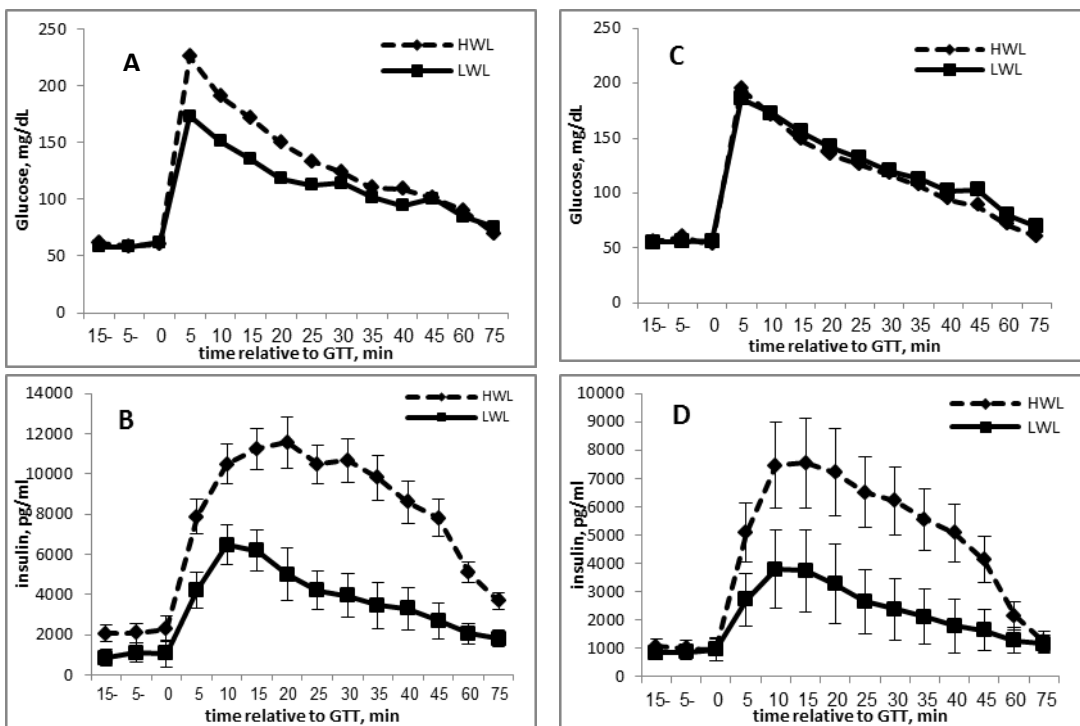 A
HWL
LWL
Glucose, mg/dL
250
200
150
100
50
0
15- 5- 0 5 10 15 20 25 30 35 40 45 60 75
time relative to GTT, min
C
HWL
LWL
Glucose, mg/dL
250
200
150
100
50
0
15- 5- 0 5 10 15 20 25 30 35 40 45 60 75
time relative to GTT, min
B
HWL
LWL
insulin, pg/ml
14000
12000
10000
8000
6000
4000
2000
0
15- 5- 0 5 10 15 20 25 30 35 40 45 60 75
time relative to GTT, min
D
HWL
LWL
insulin, pg/ml
10000
9000
8000
7000
6000
5000
4000
3000
2000
1000
0
15- 5- 0 5 10 15 20 25 30 35 40 45 60 75
time relative to GTT, min